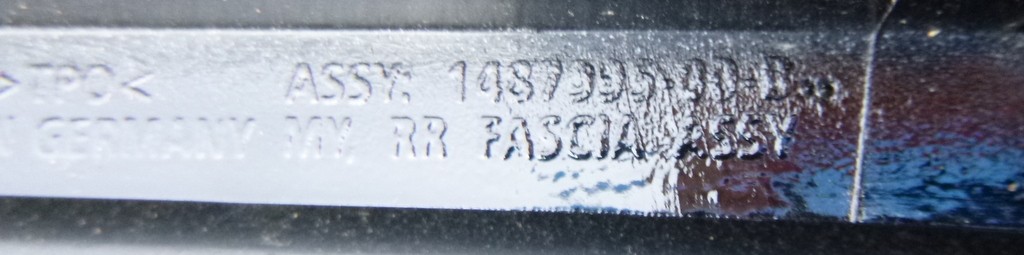 >TPO< ASSY: 1487995-00-B
GERMANY MY, RR FASCIA ASSY